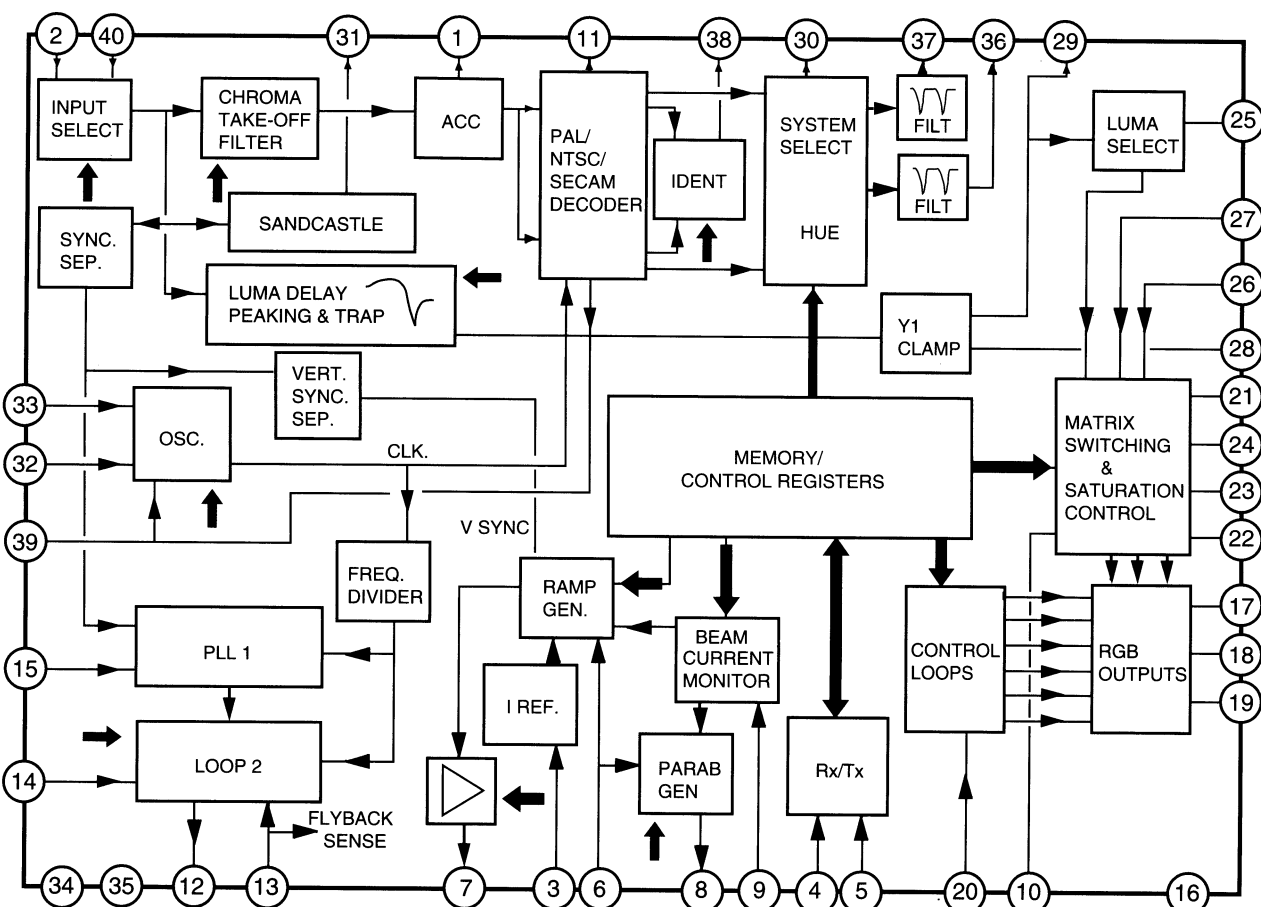 2
40
31
1
11
38
30
37
36
29
INPUT
SELECT
CHROMA
TAKE-OFF
FILTER
ACC
PAL/
NTSC/
SECAM
DECODER
IDENT
SYSTEM
SELECT
HUE
FILT
FILT
LUMA
SELECT
25
SYNC.
SEP.
SANDCASTLE
27
LUMA DELAY
PEAKING & TRAP
26
Y1
CLAMP
28
VERT.
SYNC.
SEP.
33
OSC.
32
CLK.
39
MEMORY/
CONTROL REGISTERS
MATRIX
SWITCHING
&
SATURATION
CONTROL
21
24
23
22
V SYNC
FREQ.
DIVIDER
RAMP
GEN.
PLL 1
15
I REF.
BEAM
CURRENT
MONITOR
CONTROL
LOOPS
RGB
OUTPUTS
17
18
19
LOOP 2
14
PARAB
GEN
Rx/Tx
FLYBACK
SENSE
34
35
12
13
7
3
6
8
9
4
5
20
10
16